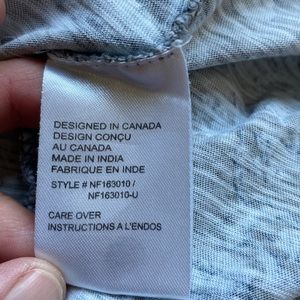 DESIGNED IN CANADA
DESIGN CONÇU
AU CANADA
MADE IN INDIA
FABRIQUE EN INDE
STYLE # NF163010 /
NF163010-U
CARE OVER
INSTRUCTIONS A L'ENDOS